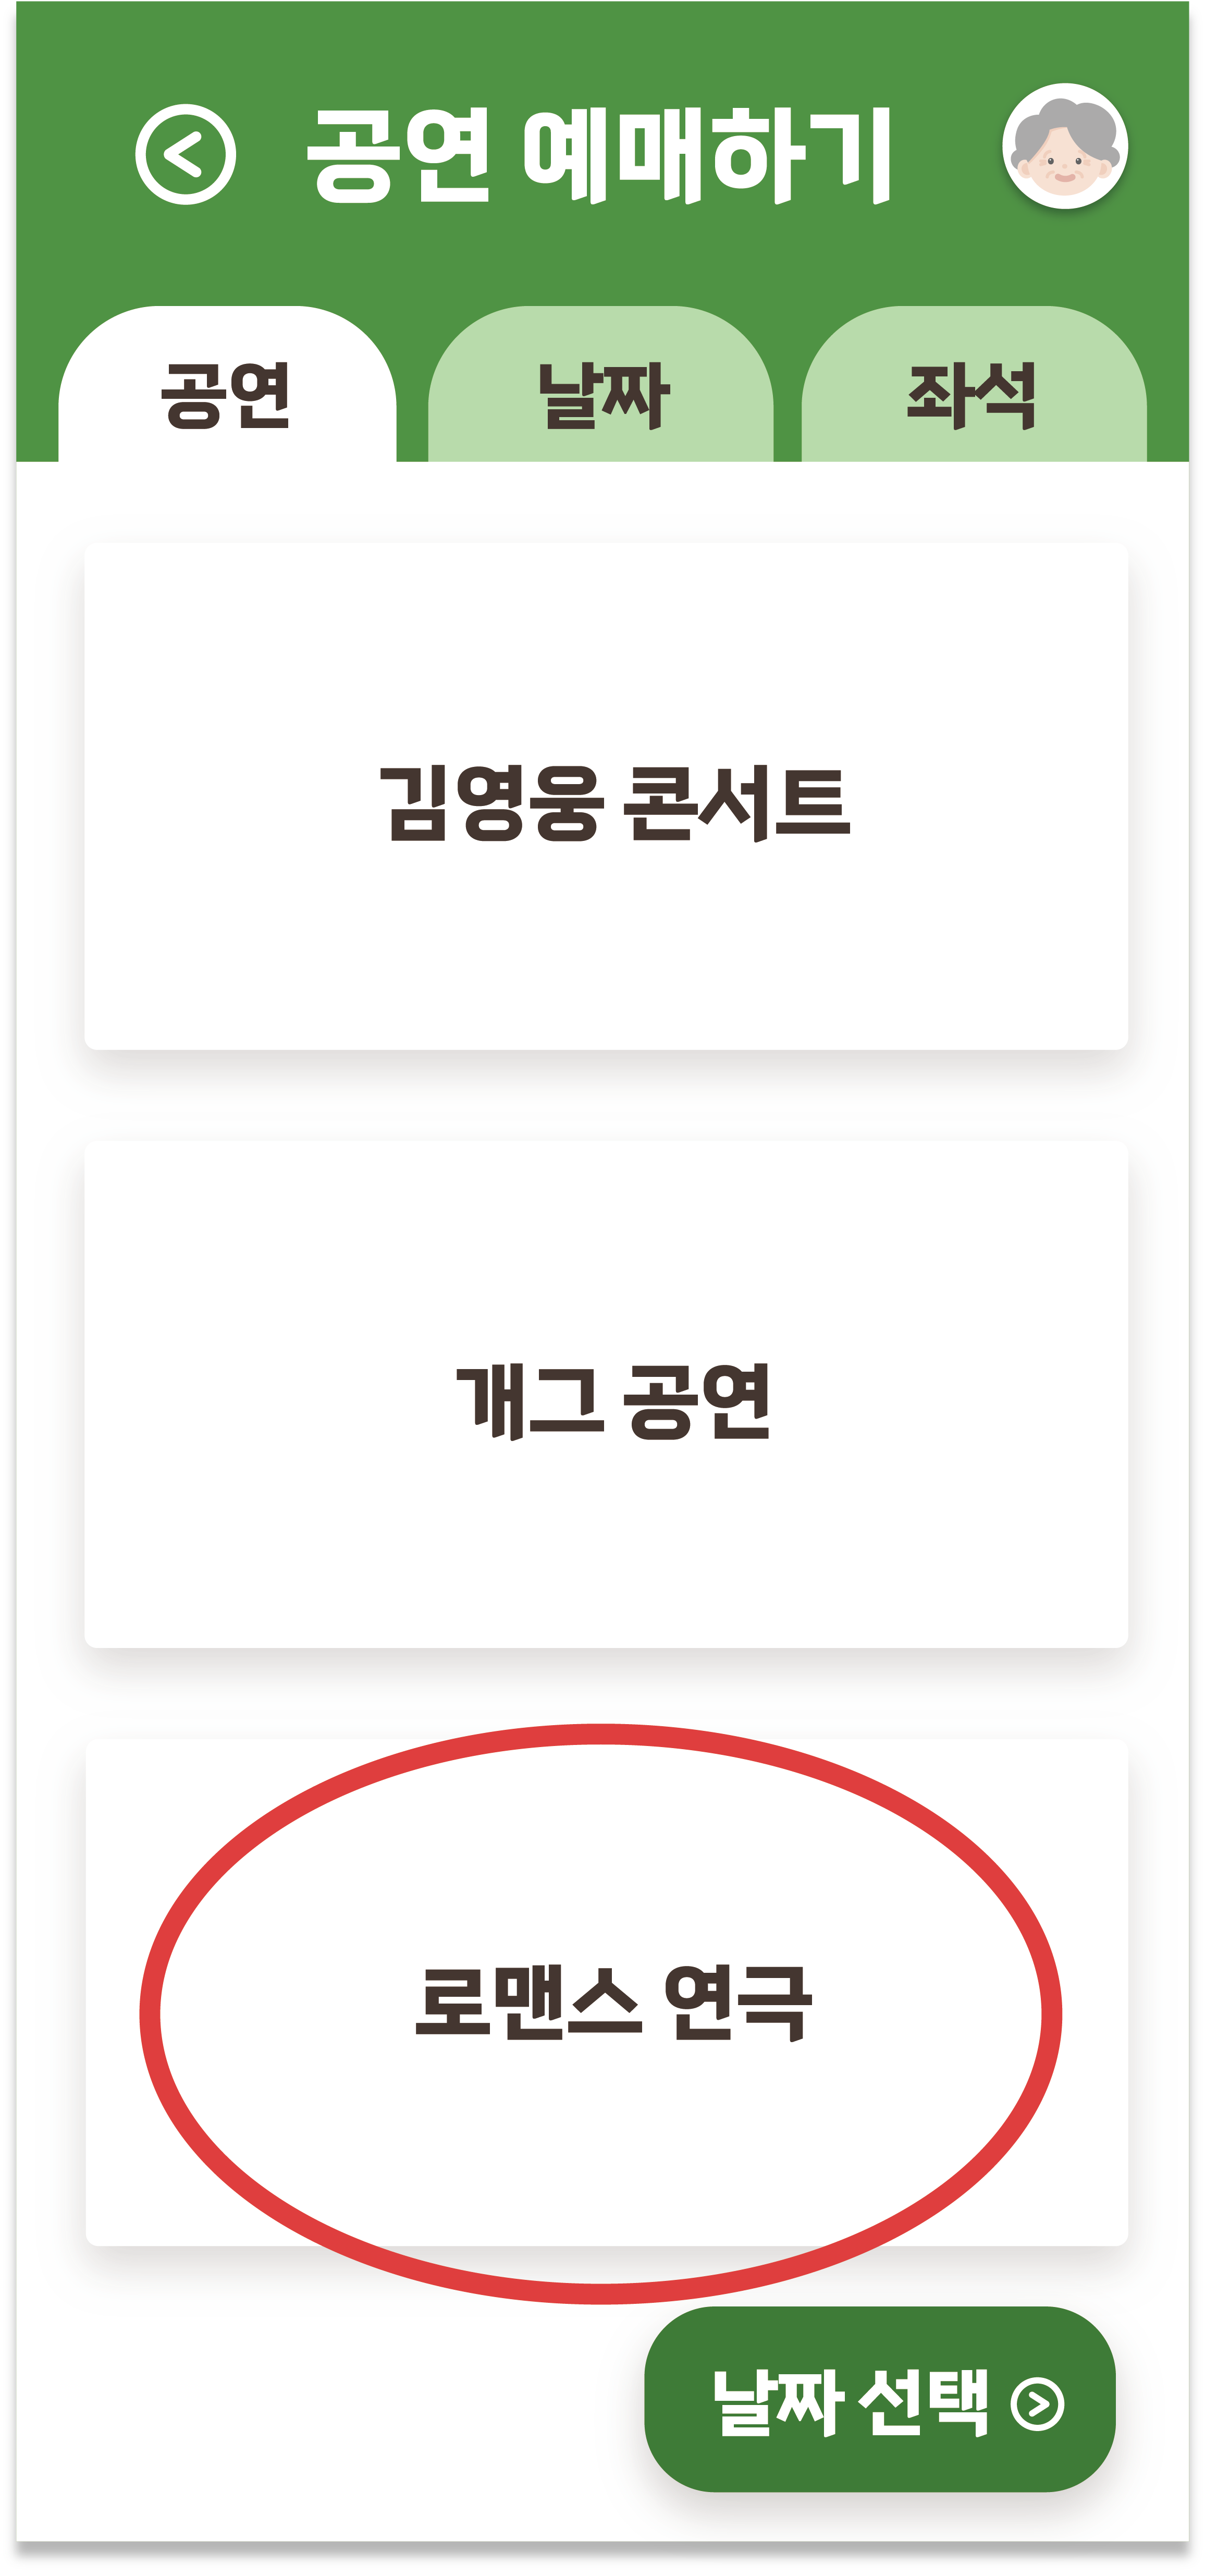 공연 예매하기
공연 날짜 좌석
김영웅 콘서트
개그 공연
로맨스 연극
날짜 선택